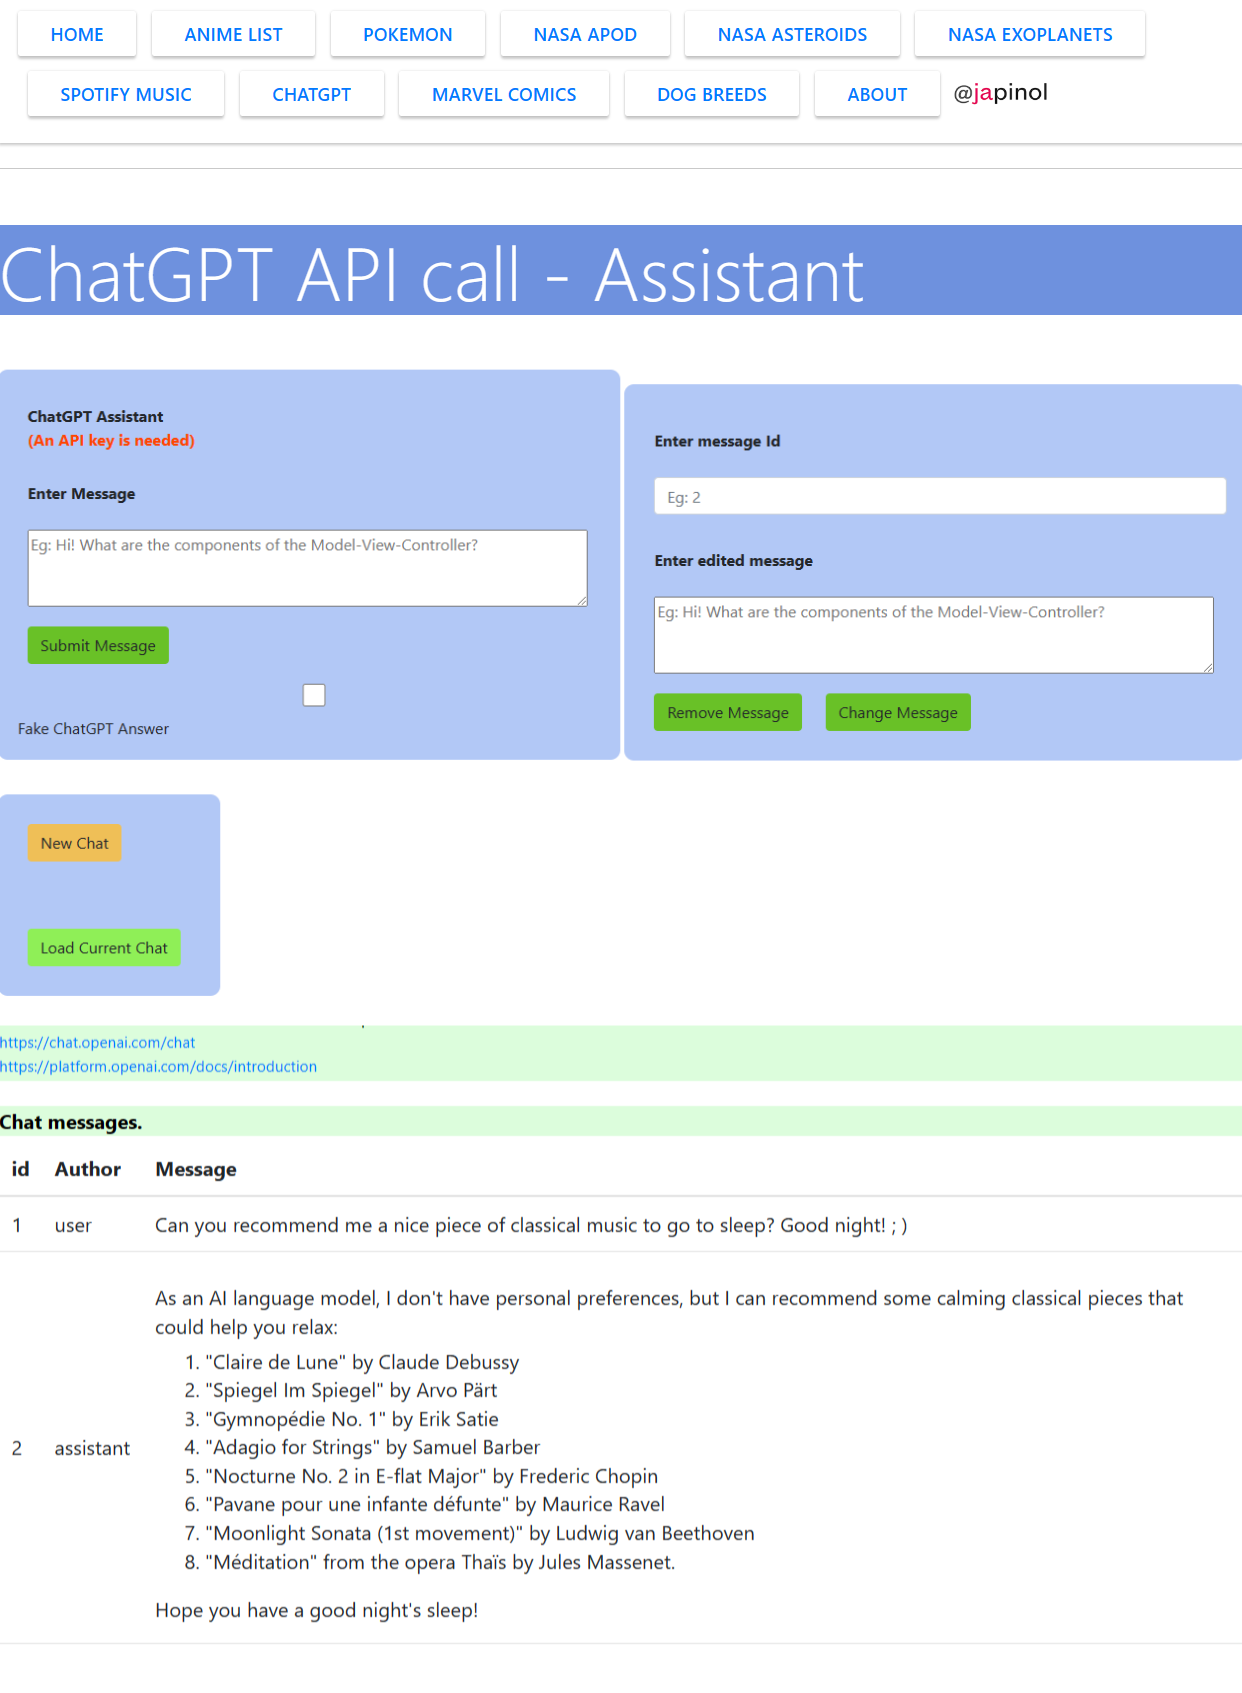 HOME ANIME LIST POKEMON NASA APOD NASA ASTEROIDS NASA EXOPLANETS
SPOTIFY MUSIC CHATGPT MARVEL COMICS DOG BREEDS ABOUT @japinol
ChatGPT API call - Assistant
ChatGPT Assistant
(An API key is needed)
Enter Message
Eg: Hi! What are the components of the Model-View-Controller?
Submit Message
Fake ChatGPT Answer
Enter message Id
Eg: 2
Enter edited message
Eg: Hi! What are the components of the Model-View-Controller?
Remove Message Change Message
New Chat
Load Current Chat
https://chat.openai.com/chat
https://platform.openai.com/docs/introduction
Chat messages.
id Author Message
1 user Can you recommend me a nice piece of classical music to go to sleep? Good night! ; )
2 assistant
As an AI language model, I don't have personal preferences, but I can recommend some calming classical pieces that
could help you relax:
1. "Claire de Lune" by Claude Debussy
2. "Spiegel Im Spiegel" by Arvo Pärt
3. "Gymnopédie No. 1" by Erik Satie
4. "Adagio for Strings" by Samuel Barber
5. "Nocturne No. 2 in E-flat Major" by Frederic Chopin
6. "Pavane pour une infante défunte" by Maurice Ravel
7. "Moonlight Sonata (1st movement)" by Ludwig van Beethoven
8. "Méditation" from the opera Thaïs by Jules Massenet.
Hope you have a good night's sleep!